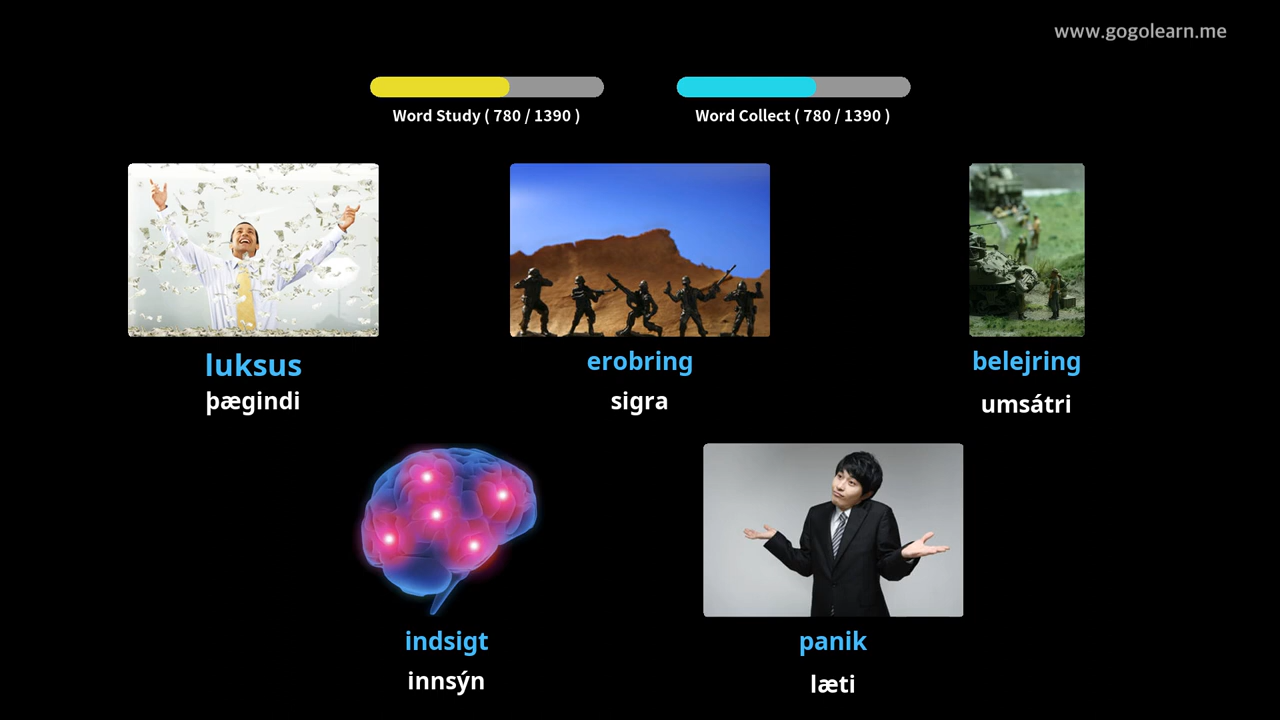 www.gogolearn.me
Word Study ( 780 / 1390 )
Word Collect ( 780 / 1390 )
luksus
þægindi
erobring
sigra
belejring
umsátri
indsigt
innsýn
panik
læti